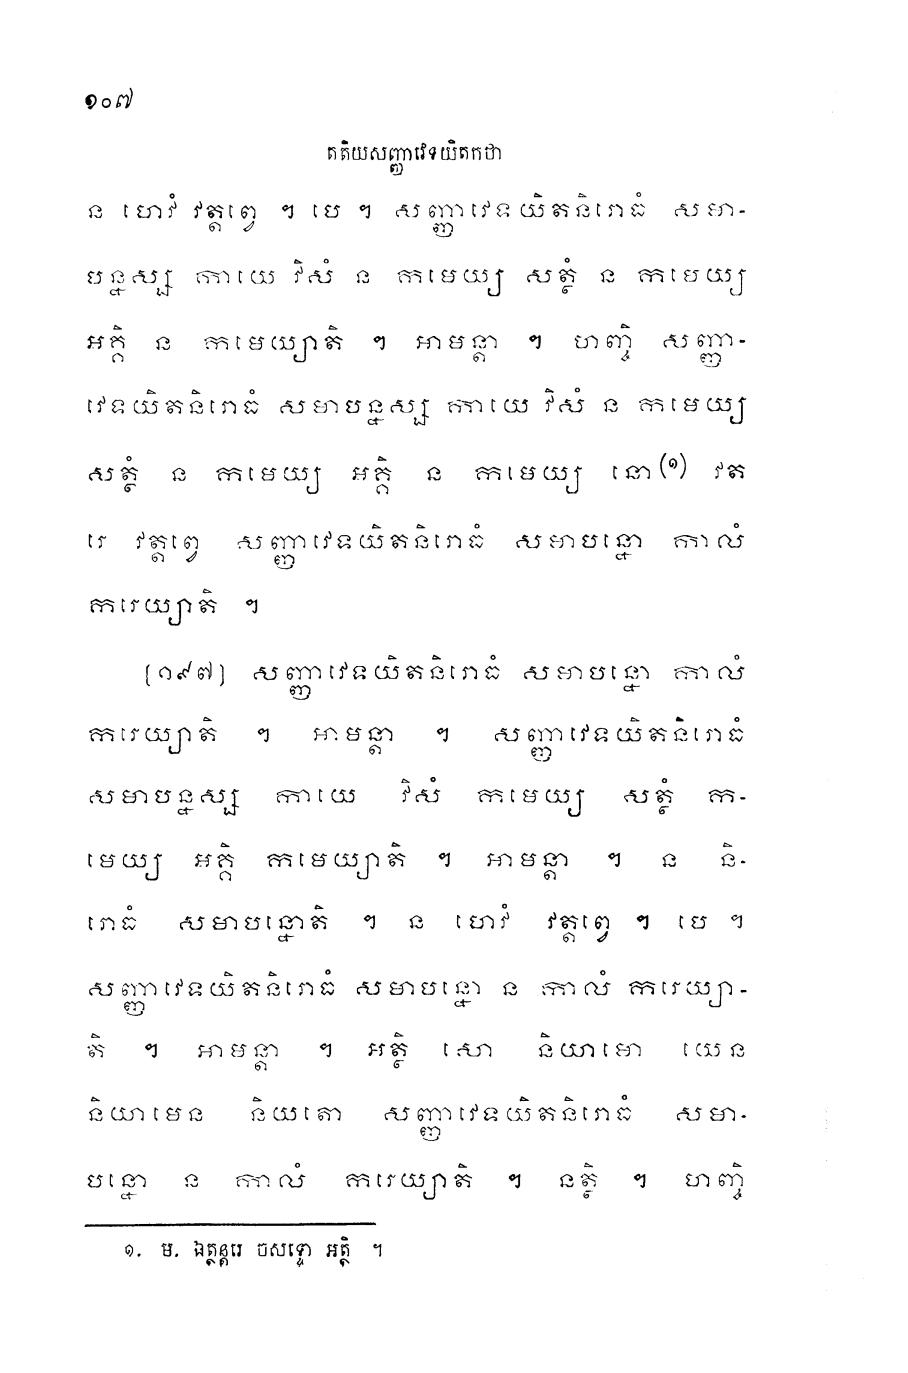 ១០៧
តតិយសញ្ញាវេទយិតកថា
ន ហេវំ វត្តព្វេ ។ បេ ។ សញ្ញាវេទយិតនិរោធំ សមា-
បន្នស្ស កាយេ វិសំ ន កមេយ្យ សត្ថំ ន កមេយ្យ
អគ្គិ ន កមេយ្យាតិ ។ អាមន្តា ។ ហញ្ចិ សញ្ញា-
វេទយិតនិរោធំ សមាបន្នស្ស កាយេ វិសំ ន កមេយ្យ
សត្ថំ ន កមេយ្យ អគ្គិ ន កមេយ្យ នោ(១) វត
រេ វត្តព្វេ សញ្ញាវេទយិតនិរោធំ សមាបន្នោ កាលំ
ករេយ្យាតិ ។
[១៩៧] សញ្ញាវេទយិតនិរោធំ សមាបន្នោ កាលំ
ករេយ្យាតិ ។ អាមន្តា ។ សញ្ញាវេទយិតនិរោធំ
សមាបន្នស្ស កាយេ វិសំ កមេយ្យ សត្ថំ ក-
មេយ្យ អគ្គិ កមេយ្យាតិ ។ អាមន្តា ។ ន និ-
រោធំ សមាបន្នោតិ ។ ន ហេវំ វត្តព្វេ ។ បេ ។
សញ្ញាវេទយិតនិរោធំ សមាបន្នោ ន កាលំ ករេយ្យា-
តិ ។ អាមន្តា ។ អត្ថិ សោ និយាមោ យេន
និយាមេន និយតោ សញ្ញាវេទយិតនិរោធំ សមា-
បន្នោ ន កាលំ ករេយ្យាតិ ។ នត្ថិ ។ ហញ្ចិ
១. ម. ឯត្ថន្តរេ ចសទ្ទោ អត្ថិ ។